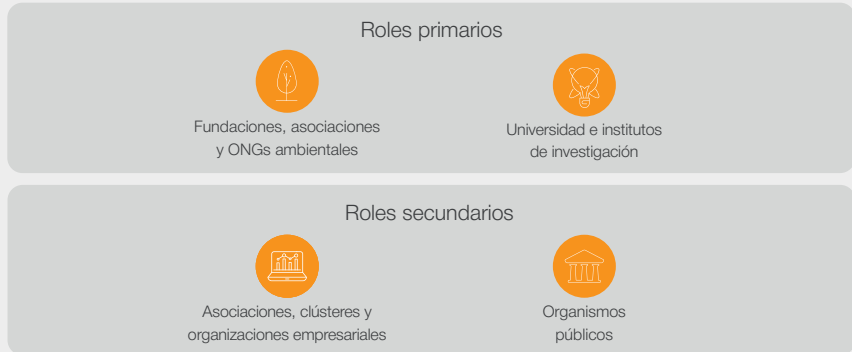 Roles primarios
Fundaciones, asociaciones
y ONGs ambientales
Universidad e institutos
de investigación
Roles secundarios
Asociaciones, clústeres y
organizaciones empresariales
Organismos
públicos